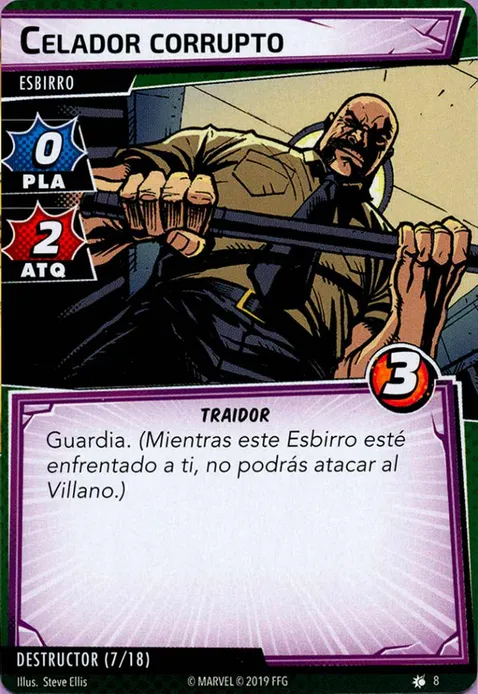 CELADOR CORRUPTO
ESBIRRO
0
PLA
2
ATQ
3
TRAIDOR
Guardia. (Mientras este Esbirro esté
enfrentado a ti, no podrás atacar al
Villano.)
DESTRUCTOR (7/18)
Illus. Steve Ellis © MARVEL © 2019 FFG 8